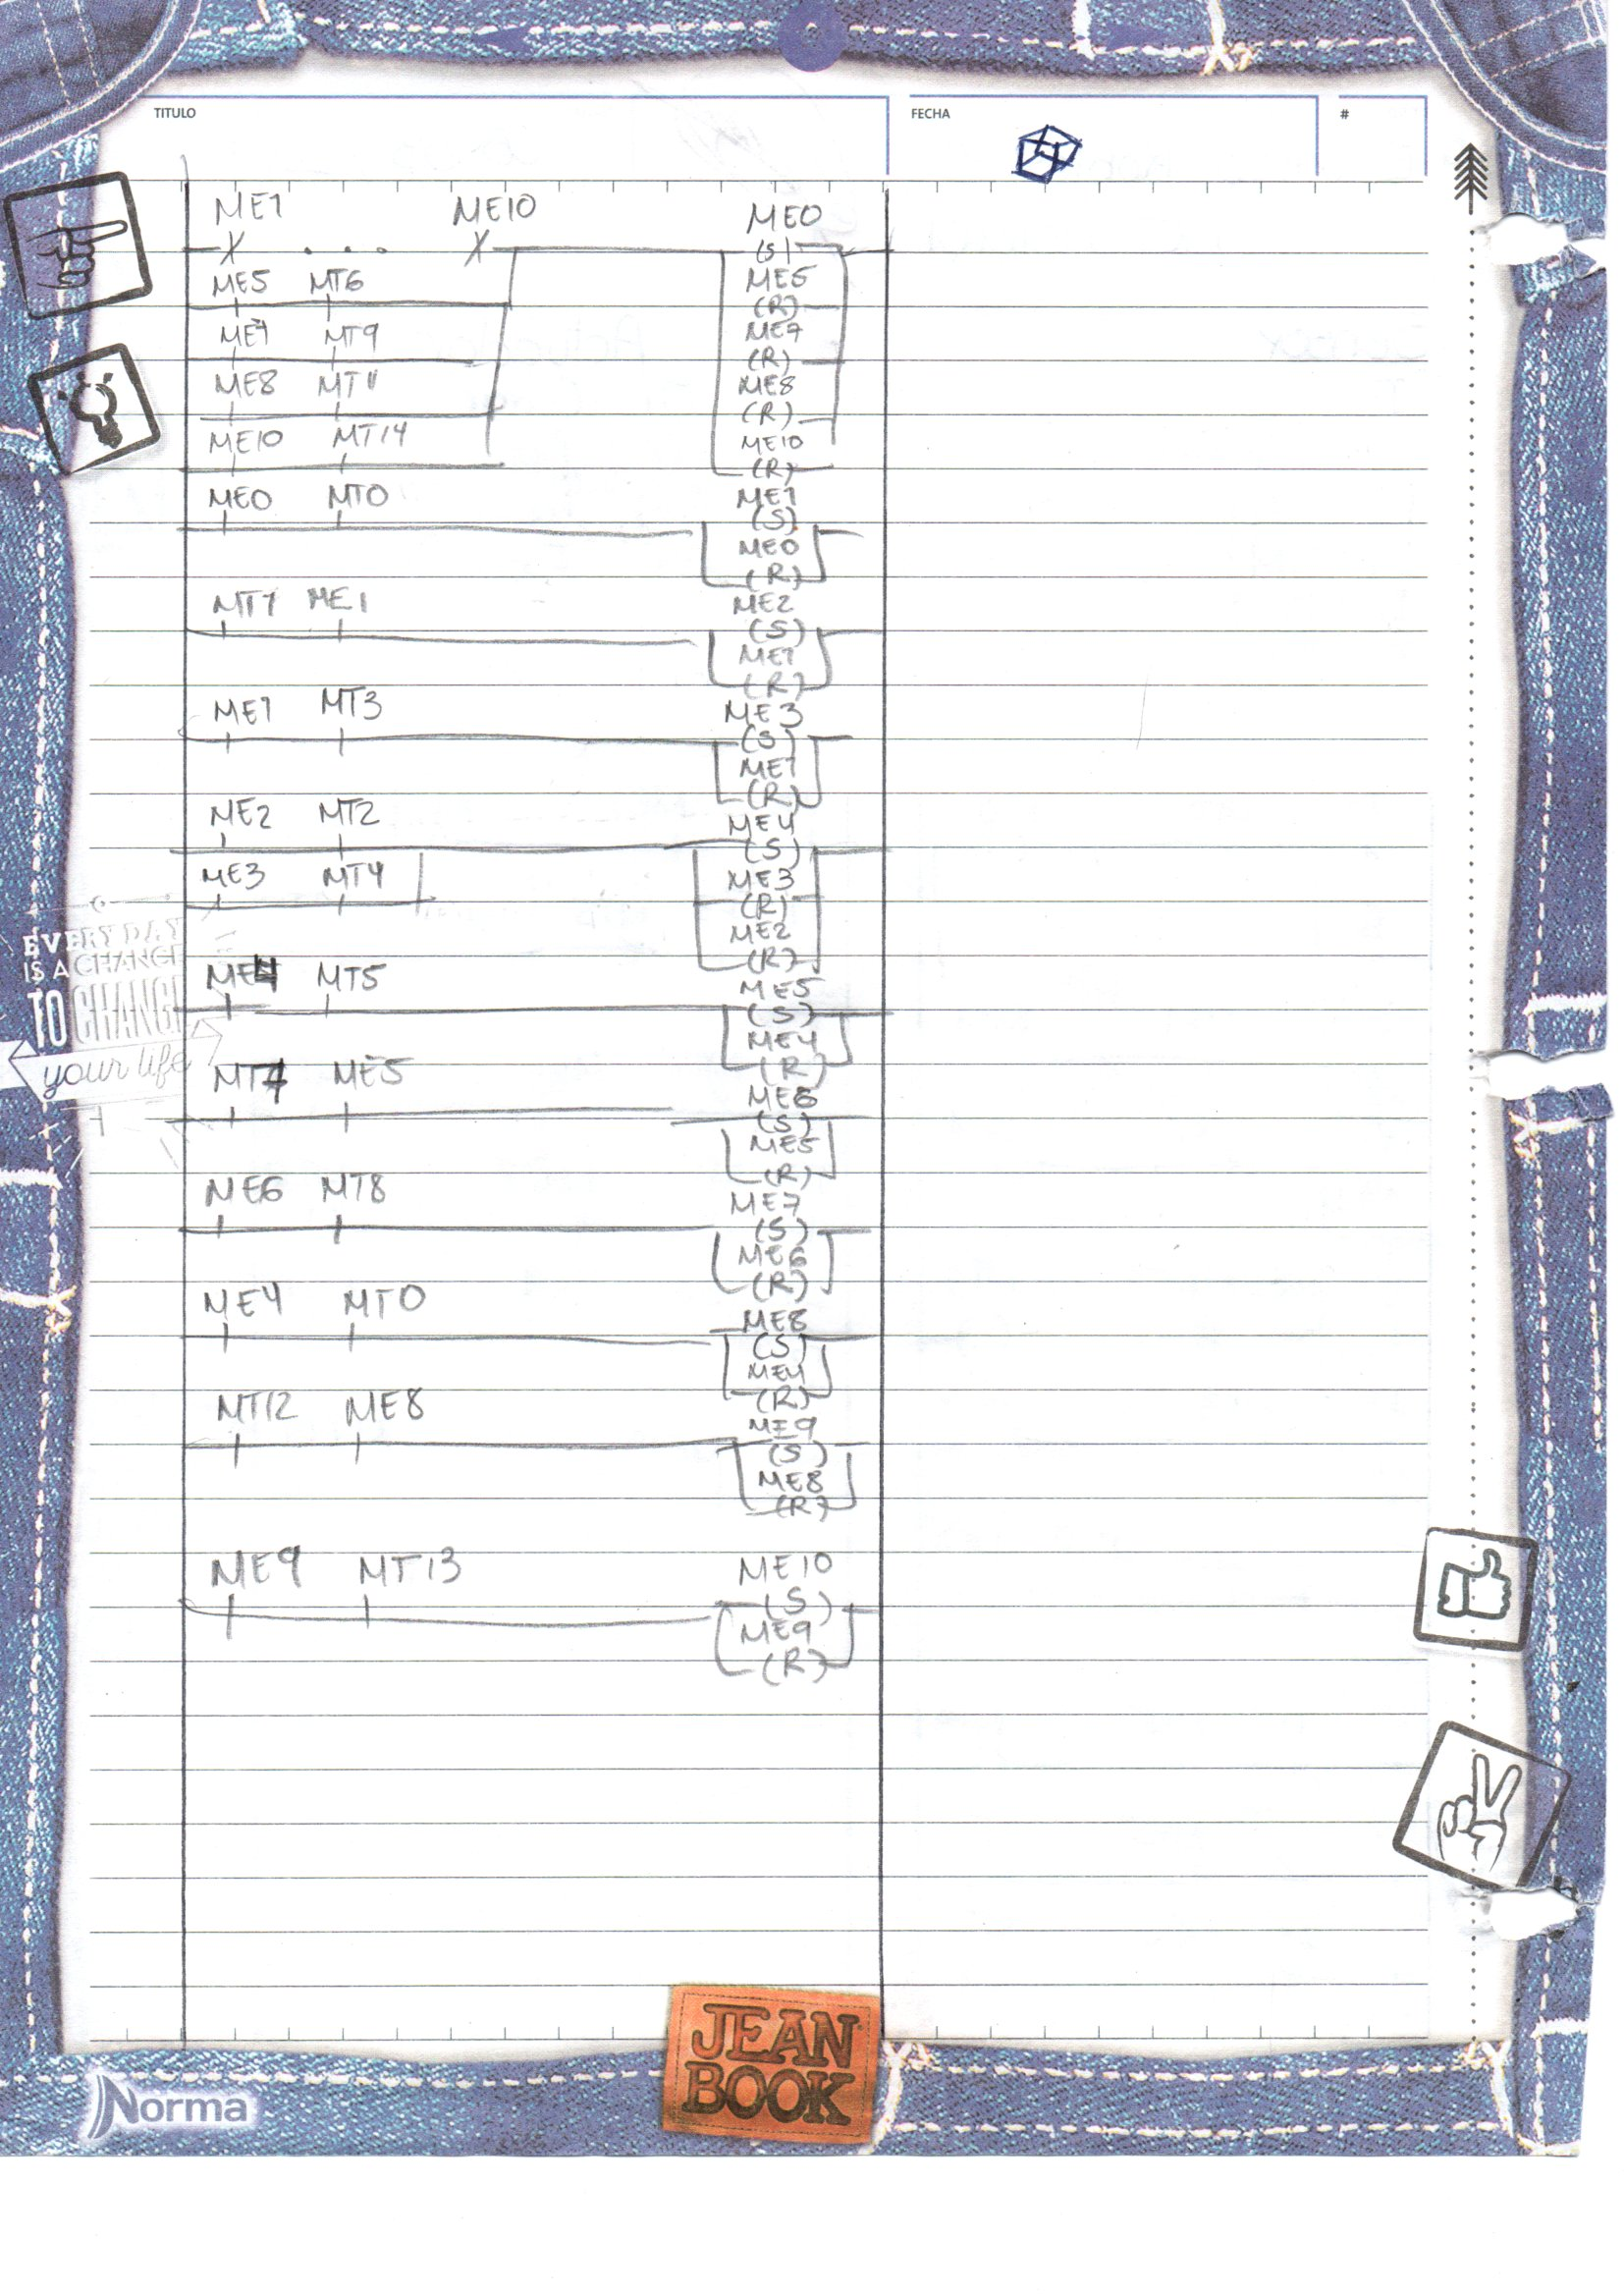 TITULO FECHA #
ME1 ME10 ME0
X . . . X (S)
ME5 MT6 ME5
(R)
MT9 ME7
(R)
ME8 MT11 ME8
(R)
ME10 MT14 ME10
(R)
ME0 MT0 ME1
(S)
ME0
(R)
MT1 ME1 ME2
(S)
ME1
(R)
ME1 MT3 ME3
(S)
ME1
(R)
ME2 MT2 ME4
(S)
ME3 MT4 ME3
(R)
ME2
(R)
EVERY DAY
IS A CHANCE
TO CHANGE
your life
ME4 MT5 ME5
(S)
ME4
(R)
MT7 ME5 ME6
(S)
ME5
(R)
ME6 MT8 ME7
(S)
ME6
(R)
ME4 MT0 ME8
(S)
ME4
(R)
MT12 ME8 ME9
(S)
ME8
(R)
ME9 MT13 ME10
(S)
ME9
(R)
JEAN
BOOK
Norma